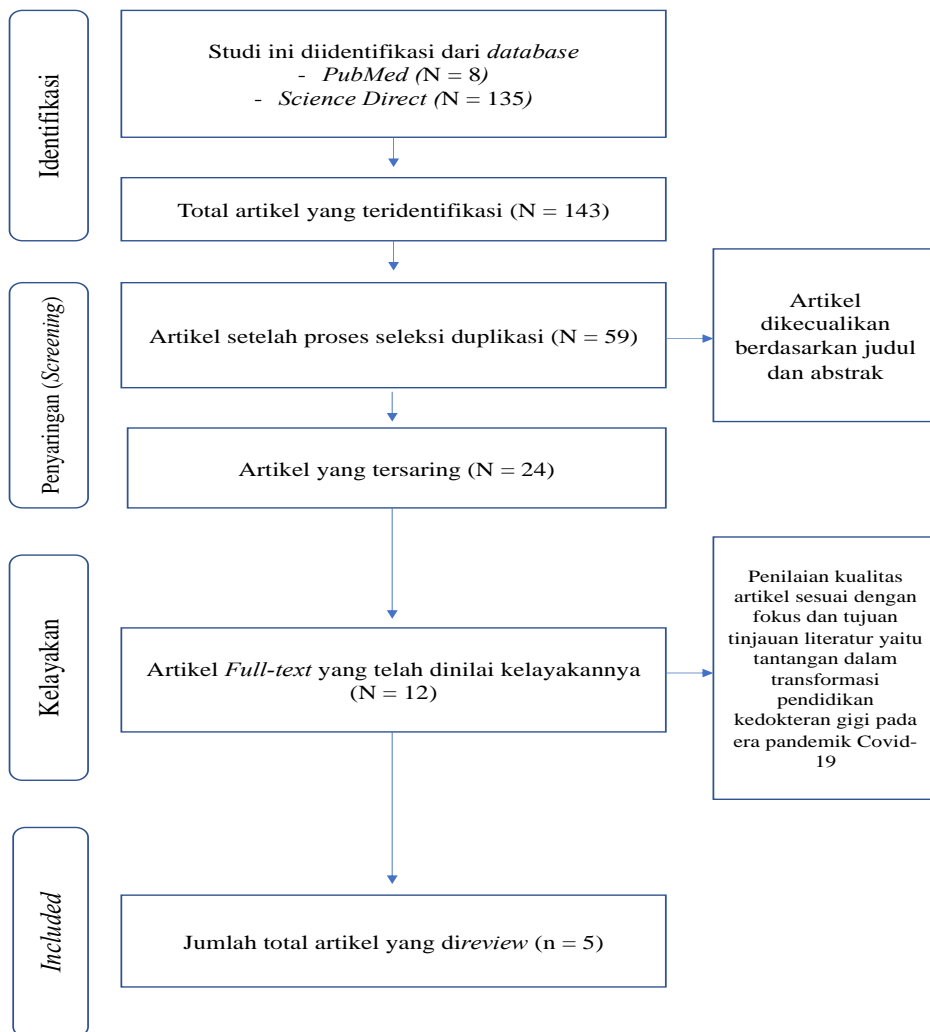 Identifikasi
Studi ini diidentifikasi dari database
- PubMed (N = 8)
- Science Direct (N = 135)
Total artikel yang teridentifikasi (N = 143)
Penyaringan (Screening)
Artikel setelah proses seleksi duplikasi (N = 59)
Artikel
dikecualikan
berdasarkan judul
dan abstrak
Artikel yang tersaring (N = 24)
Kelayakan
Artikel Full-text yang telah dinilai kelayakannya
(N = 12)
Penilaian kualitas
artikel sesuai dengan
fokus dan tujuan
tinjauan literatur yaitu
tantangan dalam
transformasi
pendidikan
kedokteran gigi pada
era pandemik Covid-
19
Included
Jumlah total artikel yang direview (n = 5)